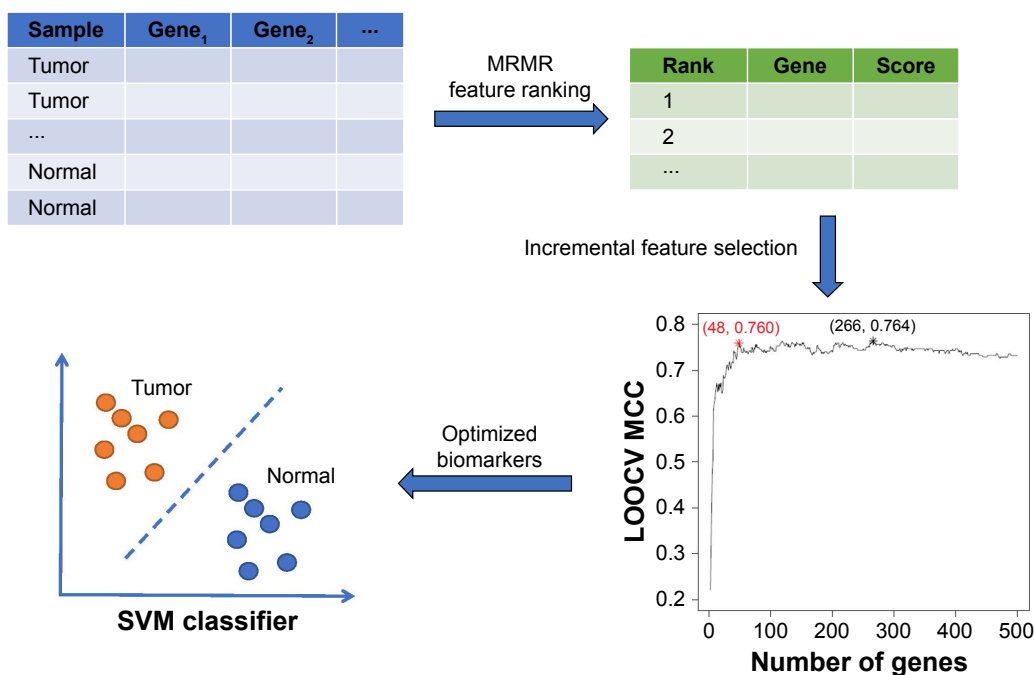 Sample Gene₁ Gene₂ ...
Tumor
Tumor
...
Normal
Normal
MRMR
feature ranking
Rank Gene Score
1
2
...
Incremental feature selection
(48, 0.760) (266, 0.764)
0.8
0.7
0.6
0.5
0.4
0.3
0.2
LOOCV MCC
0 100 200 300 400 500
Number of genes
Optimized
biomarkers
Tumor
Normal
SVM classifier